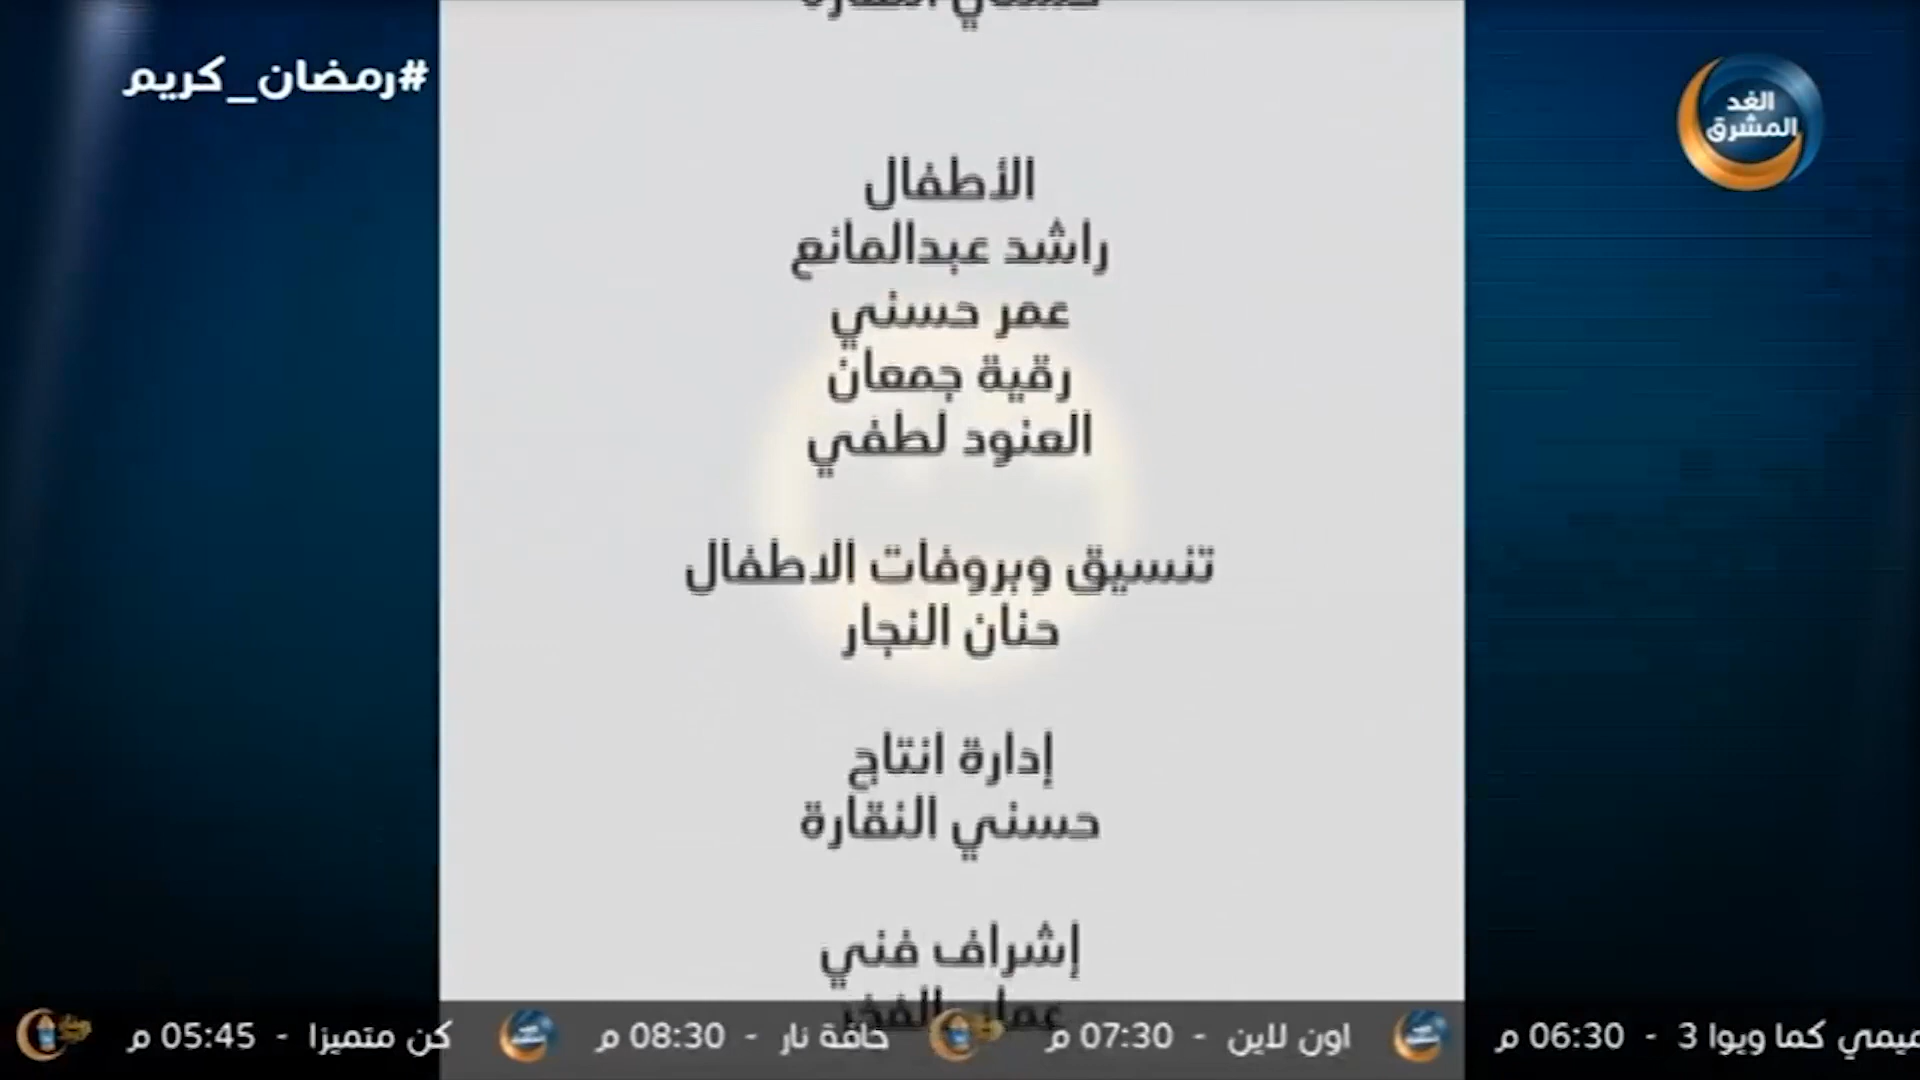 #رمضان_كريم
الغد
المشرق
الأطفال
راشد عبدالمانع
عمر حسني
رقية جمعان
العنود لطفي
تنسيق وبروفات الاطفال
حنان النجار
إدارة انتاج
حسني النقارة
إشراف فني
كما ويوا 3 - 06:30 م
اون لاين - 07:30 م
حافة نار - 08:30 م
كن متميزا - 05:45 م